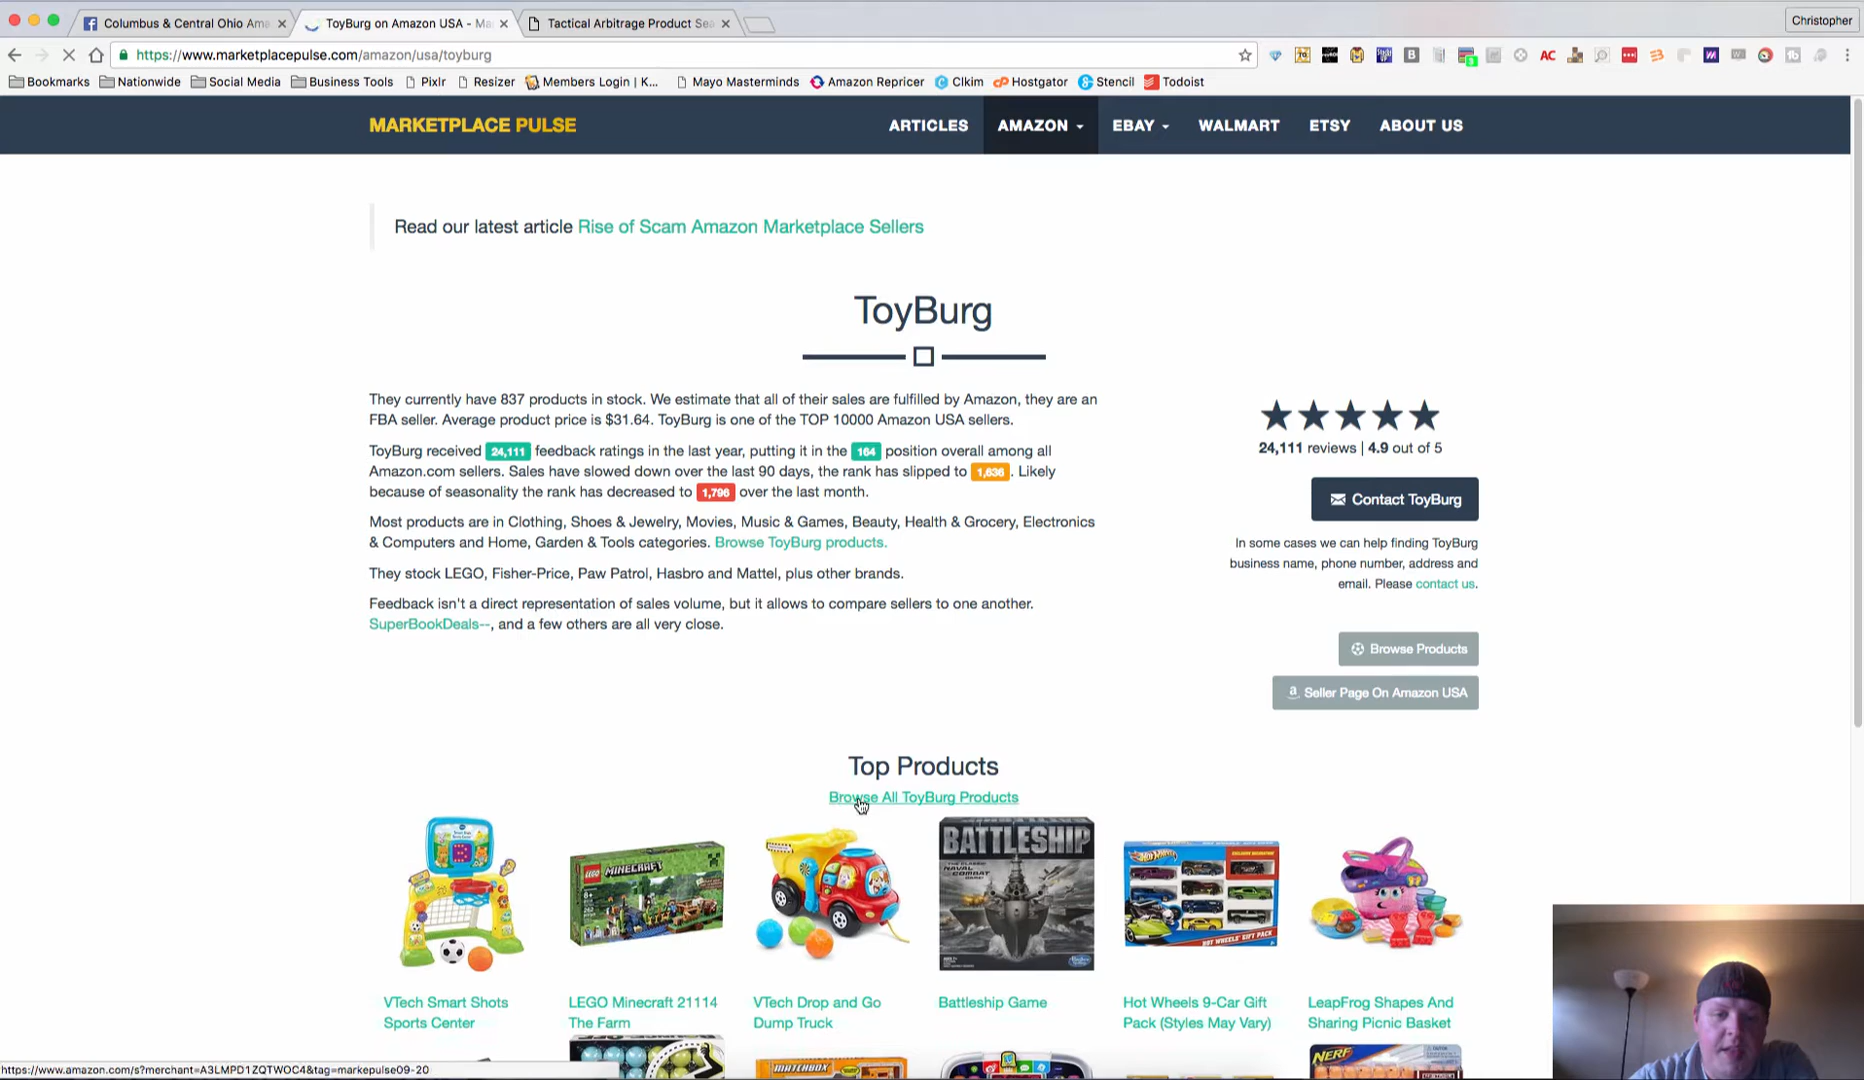 Columbus & Central Ohio Ama
ToyBurg on Amazon USA - Ma
Tactical Arbitrage Product Sea
Christopher
https://www.marketplacepulse.com/amazon/usa/toyburg
Bookmarks
Nationwide
Social Media
Business Tools
Pixlr
Resizer
Members Login | K...
Mayo Masterminds
Amazon Repricer
Clkim
Hostgator
Stencil
Todoist
MARKETPLACE PULSE
ARTICLES
AMAZON
EBAY
WALMART
ETSY
ABOUT US
Read our latest article Rise of Scam Amazon Marketplace Sellers
ToyBurg
They currently have 837 products in stock. We estimate that all of their sales are fulfilled by Amazon, they are an
FBA seller. Average product price is $31.64. ToyBurg is one of the TOP 10000 Amazon USA sellers.
ToyBurg received 24,111 feedback ratings in the last year, putting it in the 164 position overall among all
Amazon.com sellers. Sales have slowed down over the last 90 days, the rank has slipped to 1,636. Likely
because of seasonality the rank has decreased to 1,796 over the last month.
Most products are in Clothing, Shoes & Jewelry, Movies, Music & Games, Beauty, Health & Grocery, Electronics
& Computers and Home, Garden & Tools categories. Browse ToyBurg products.
They stock LEGO, Fisher-Price, Paw Patrol, Hasbro and Mattel, plus other brands.
Feedback isn't a direct representation of sales volume, but it allows to compare sellers to one another.
SuperBookDeals--, and a few others are all very close.
24,111 reviews | 4.9 out of 5
Contact ToyBurg
In some cases we can help finding ToyBurg
business name, phone number, address and
email. Please contact us.
Browse Products
Seller Page On Amazon USA
Top Products
Browse All ToyBurg Products
LEGO MINECRAFT
BATTLESHIP
Hot Wheels
HOT WHEELS GIFT PACK
VTech Smart Shots
Sports Center
LEGO Minecraft 21114
The Farm
VTech Drop and Go
Dump Truck
Battleship Game
Hot Wheels 9-Car Gift
Pack (Styles May Vary)
LeapFrog Shapes And
Sharing Picnic Basket
MATCHBOX
NERF
https://www.amazon.com/s?merchant=A3LMPD1ZQTWOC4&tag=markepulse09-20